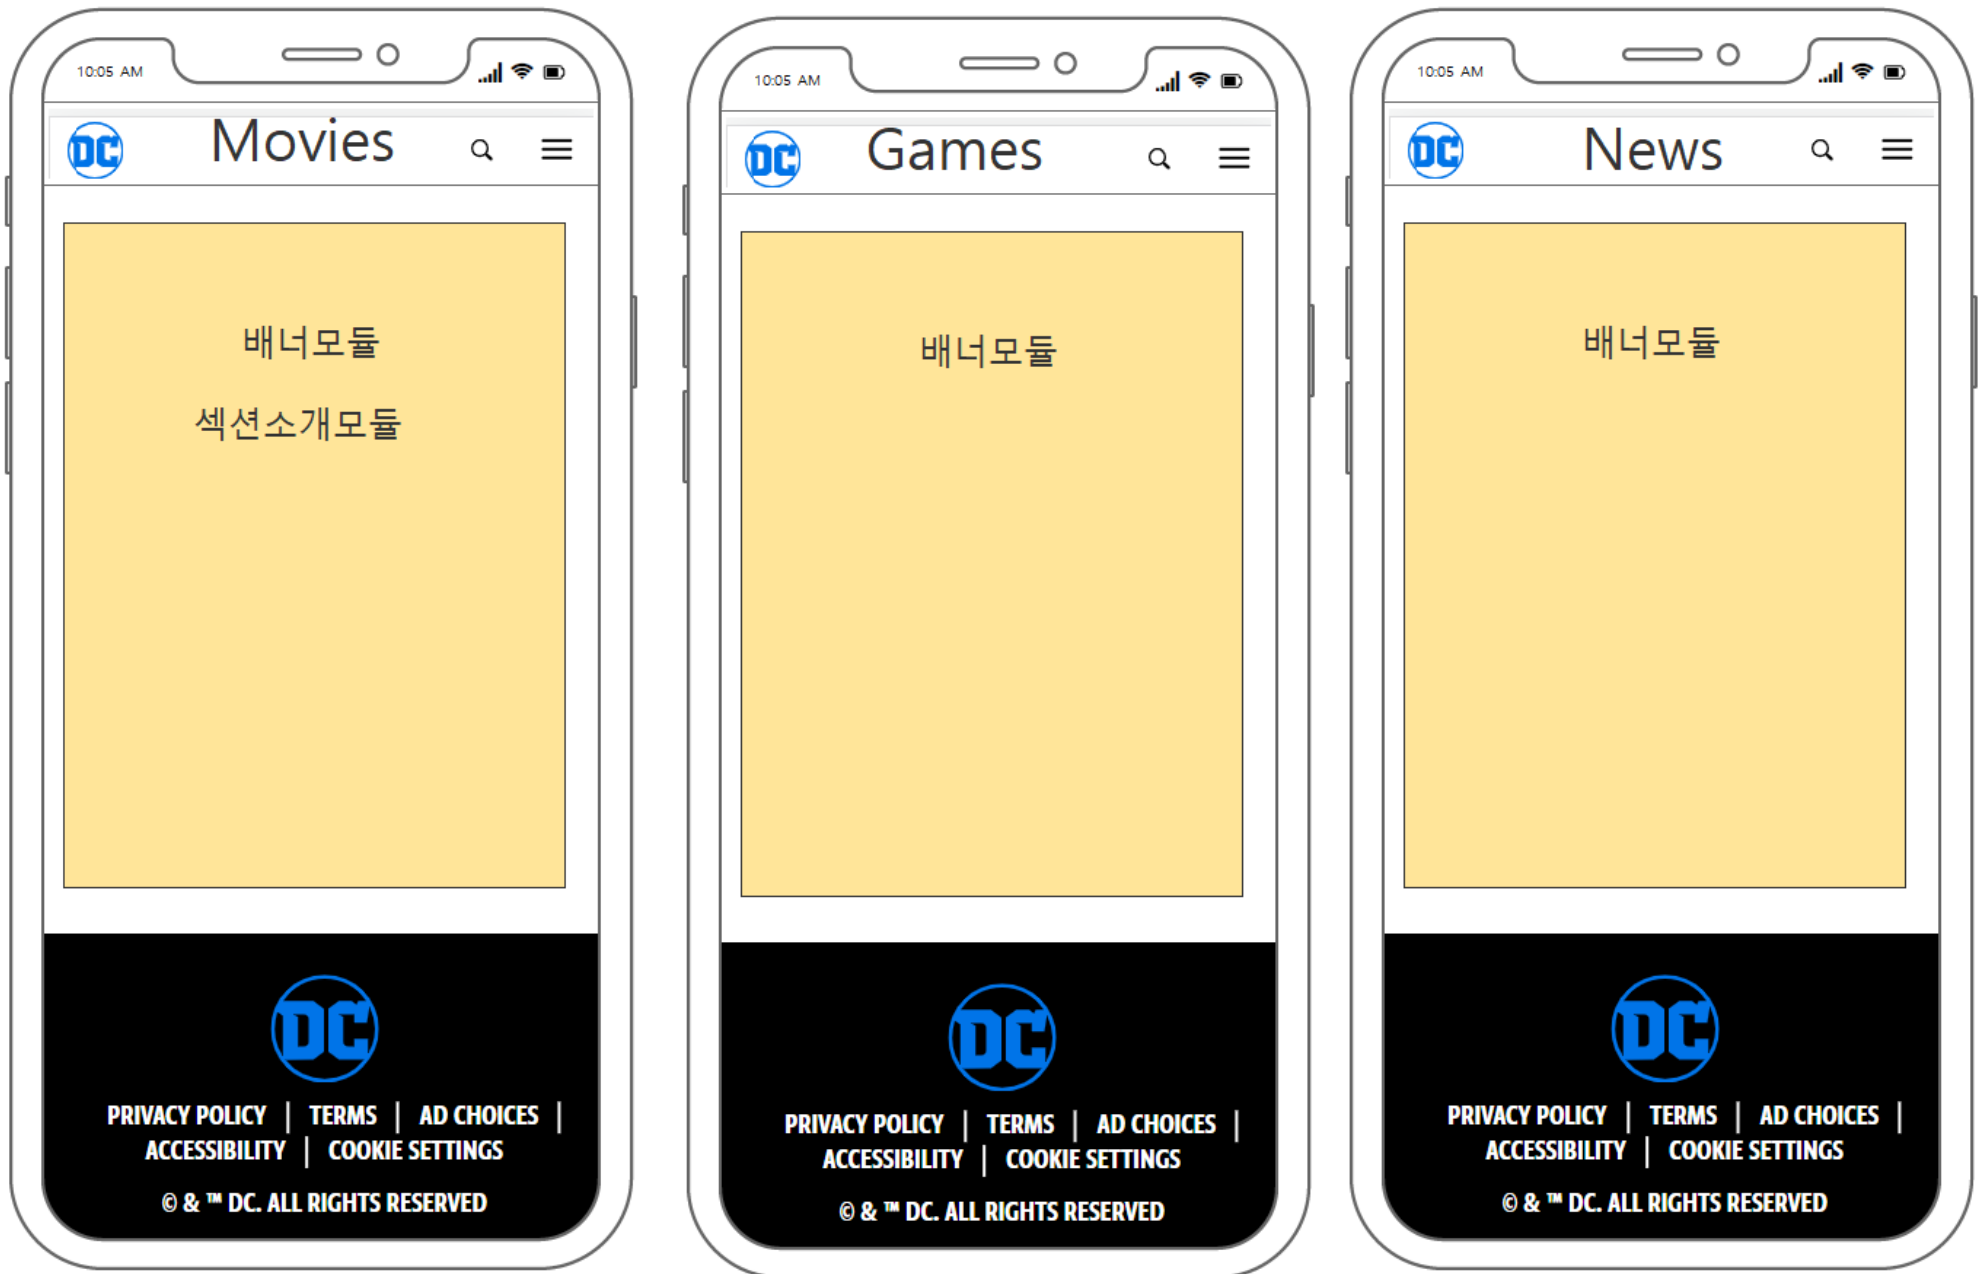 10:05 AM
DC
Movies
배너모듈
섹션소개모듈
DC
PRIVACY POLICY | TERMS | AD CHOICES |
ACCESSIBILITY | COOKIE SETTINGS
© & ™ DC. ALL RIGHTS RESERVED
10:05 AM
DC
Games
배너모듈
DC
PRIVACY POLICY | TERMS | AD CHOICES |
ACCESSIBILITY | COOKIE SETTINGS
© & ™ DC. ALL RIGHTS RESERVED
10:05 AM
DC
News
배너모듈
DC
PRIVACY POLICY | TERMS | AD CHOICES |
ACCESSIBILITY | COOKIE SETTINGS
© & ™ DC. ALL RIGHTS RESERVED